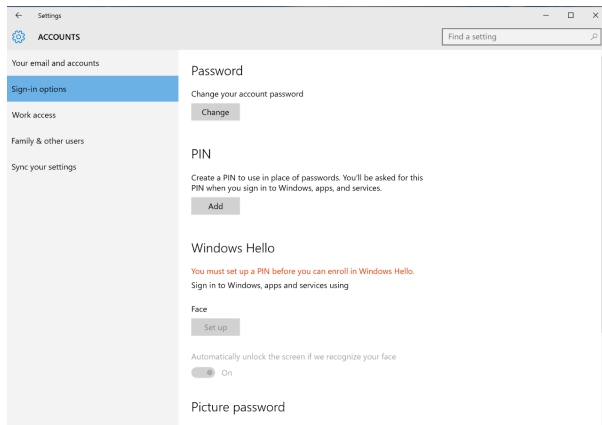 Settings
ACCOUNTS
Find a setting
Your email and accounts
Sign-in options
Work access
Family & other users
Sync your settings
Password
Change your account password
Change
PIN
Create a PIN to use in place of passwords. You'll be asked for this
PIN when you sign in to Windows, apps, and services.
Add
Windows Hello
You must set up a PIN before you can enroll in Windows Hello.
Sign in to Windows, apps and services using
Face
Set up
Automatically unlock the screen if we recognize your face
On
Picture password